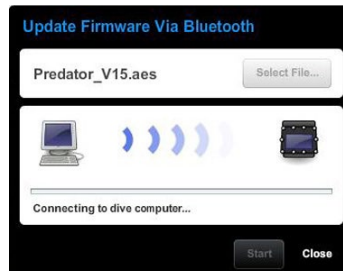 Update Firmware Via Bluetooth
Predator_V15.aes
Select File...
Connecting to dive computer...
Start
Close